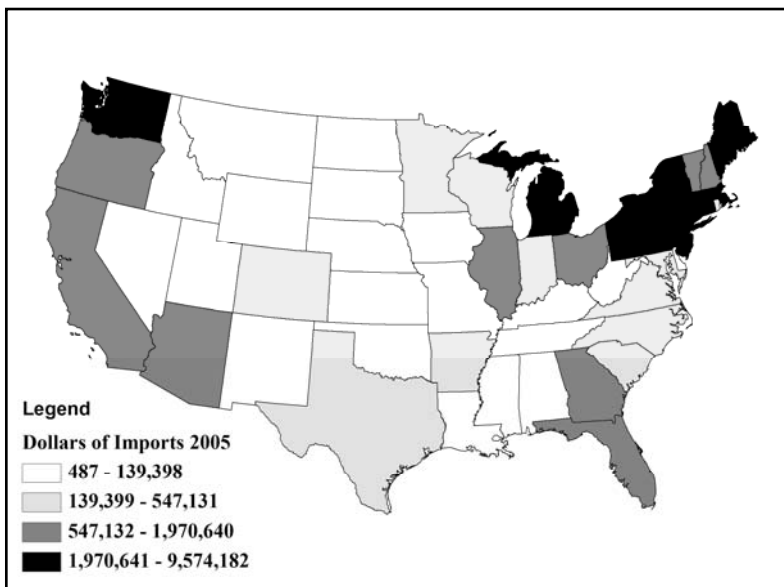 Legend
Dollars of Imports 2005
487 - 139,398
139,399 - 547,131
547,132 - 1,970,640
1,970,641 - 9,574,182